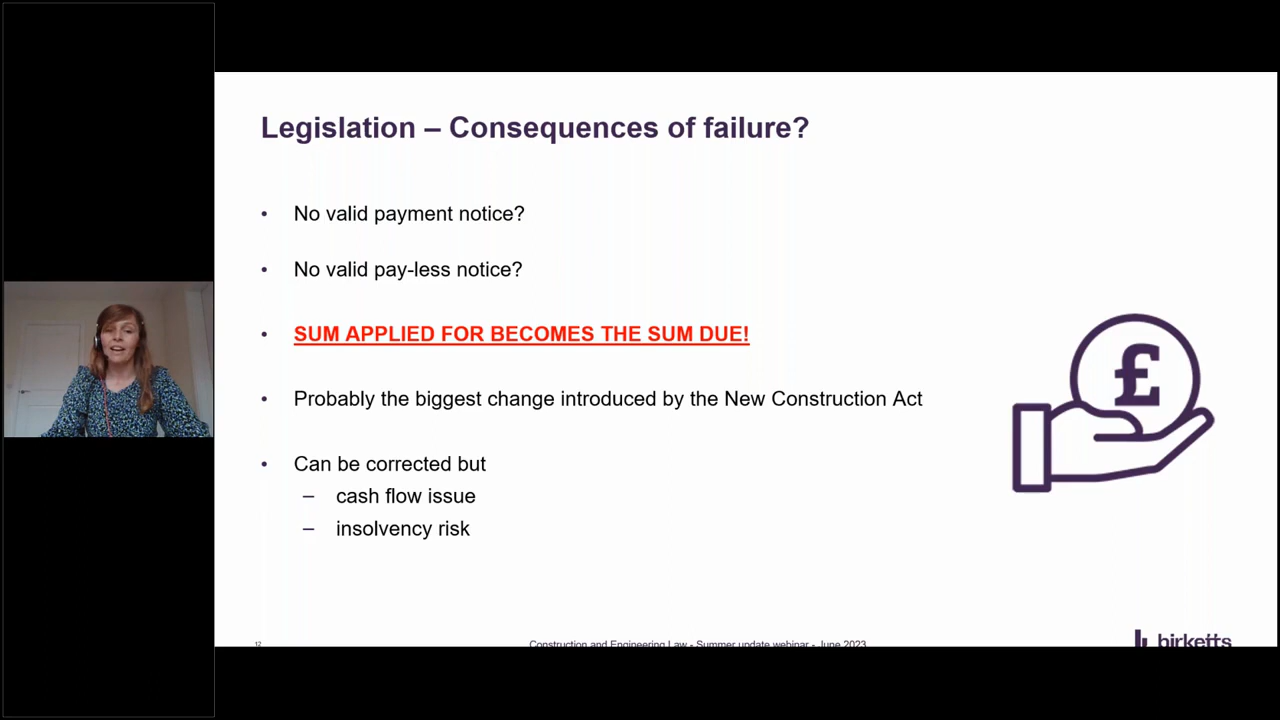 Legislation – Consequences of failure?
• No valid payment notice?
• No valid pay-less notice?
• SUM APPLIED FOR BECOMES THE SUM DUE!
• Probably the biggest change introduced by the New Construction Act
• Can be corrected but
– cash flow issue
– insolvency risk
£
12
Construction and Engineering Law - Summer update webinar - June 2023
birketts